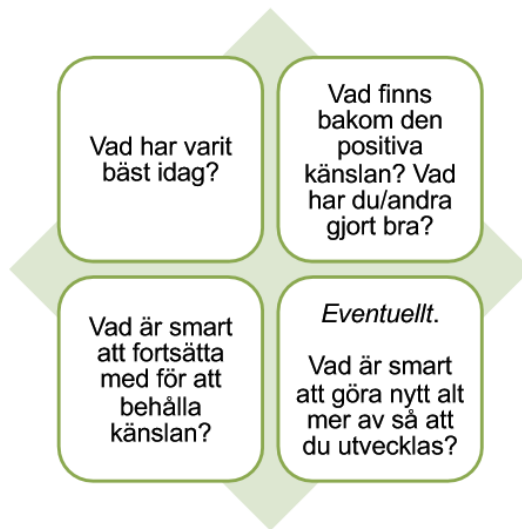 Vad har varit
bäst idag?
Vad finns
bakom den
positiva
känslan? Vad
har du/andra
gjort bra?
Vad är smart
att fortsätta
med för att
behålla
känslan?
Eventuellt.
Vad är smart
att göra nytt alt
mer av så att
du utvecklas?